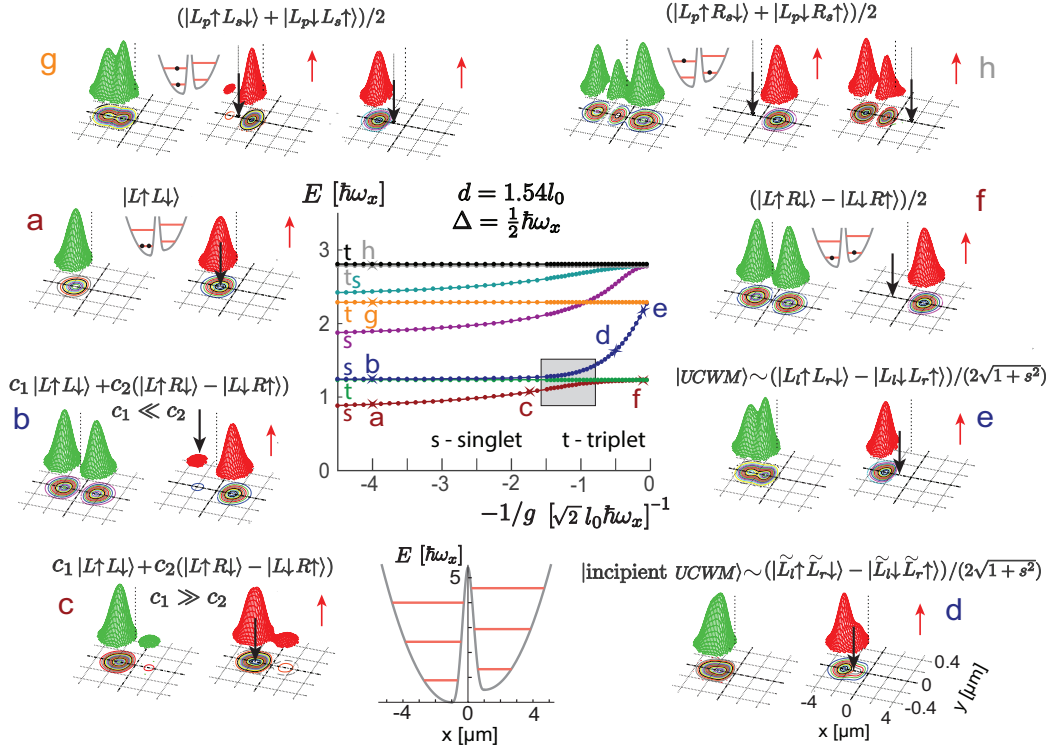 (|L_p↑L_s↓⟩ + |L_p↓L_s↑⟩)/2
(|L_p↑R_s↓⟩ + |L_p↓R_s↑⟩)/2
g
h
|L↑L↓⟩
a
E [ħω_x]
d = 1.54l_0
Δ = 1/2 ħω_x
(|L↑R↓⟩ − |L↓R↑⟩)/2
f
3
2
1
0
t h
t s
t g
s
s b
t
s a
c
d
e
f
s - singlet t - triplet
-4 -3 -2 -1 0
−1/g [√2 l_0ħω_x]^−1
c_1 |L↑L↓⟩ + c_2(|L↑R↓⟩ − |L↓R↑⟩)
c_1 ≪ c_2
b
|UCWM⟩∼(|L_l↑L_r↓⟩ − |L_l↓L_r↑⟩)/(2√1 + s²)
e
c_1 |L↑L↓⟩ + c_2(|L↑R↓⟩ − |L↓R↑⟩)
c_1 ≫ c_2
c
E [ħω_x]
5
0
-4 0 4
x [μm]
|incipient UCWM⟩∼(|L̃_l↑L̃_r↓⟩ − |L̃_l↓L̃_r↑⟩)/(2√1 + s²)
d
0.4
0
-0.4
y [μm]
-4 0 4
x [μm]